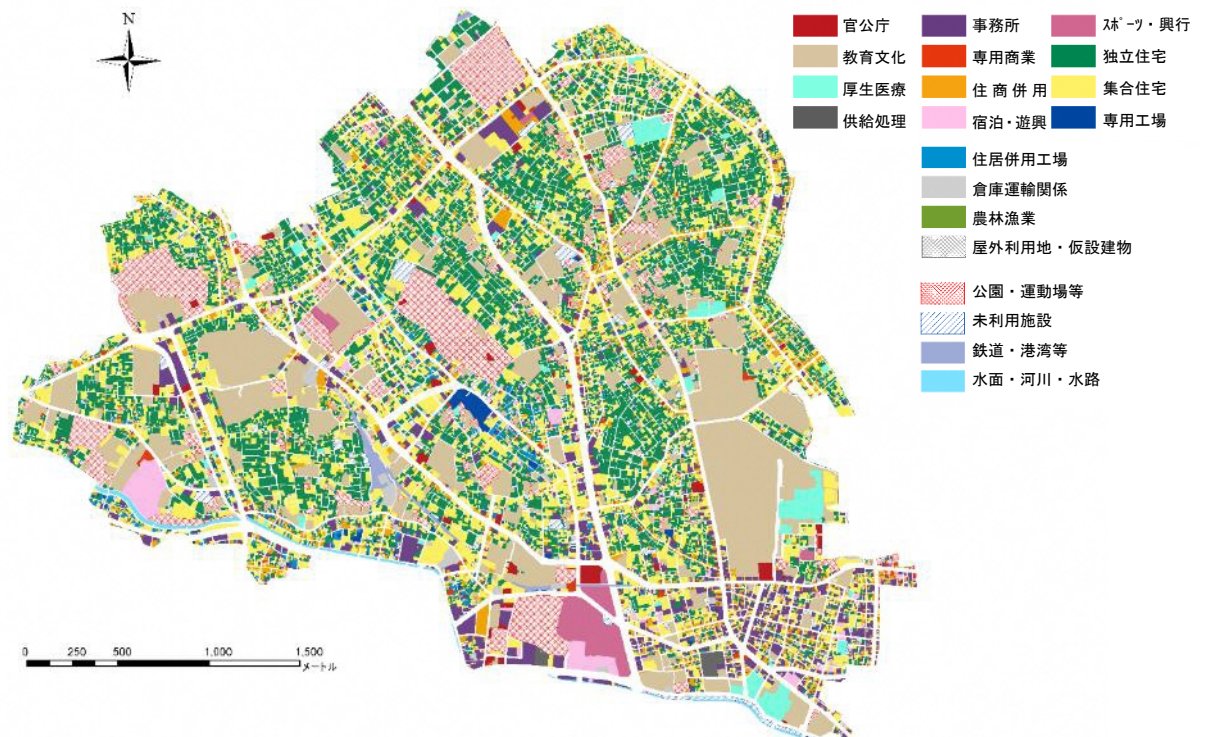 N
官公庁
事務所
ｽﾎﾟｰﾂ・興行
教育文化
専用商業
独立住宅
厚生医療
住商併用
集合住宅
供給処理
宿泊・遊興
専用工場
住居併用工場
倉庫運輸関係
農林漁業
屋外利用地・仮設建物
公園・運動場等
未利用施設
鉄道・港湾等
水面・河川・水路
0 250 500 1,000 1,500
メートル